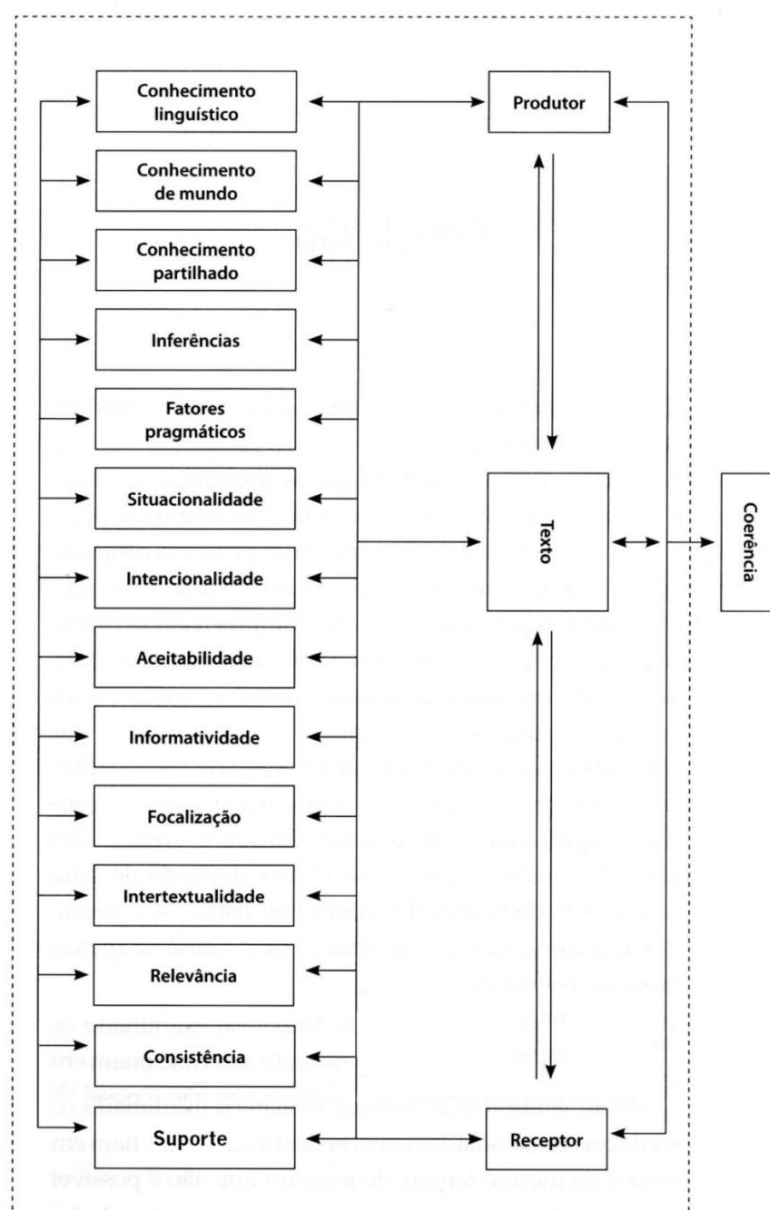 Conhecimento
linguístico
Produtor
Conhecimento
de mundo
Conhecimento
partilhado
Inferências
Fatores
pragmáticos
Situacionalidade
Texto
Coerência
Intencionalidade
Aceitabilidade
Informatividade
Focalização
Intertextualidade
Relevância
Consistência
Suporte
Receptor